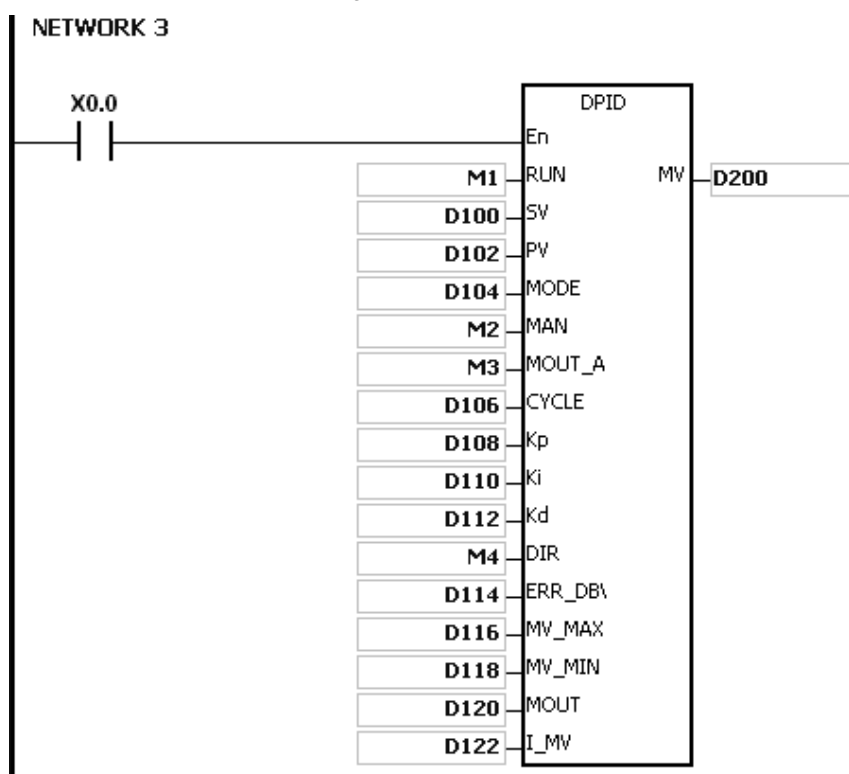 NETWORK 3
X0.0
DPID
En
M1 RUN MV D200
D100 SV
D102 PV
D104 MODE
M2 MAN
M3 MOUT_A
D106 CYCLE
D108 Kp
D110 Ki
D112 Kd
M4 DIR
D114 ERR_DB\
D116 MV_MAX
D118 MV_MIN
D120 MOUT
D122 I_MV